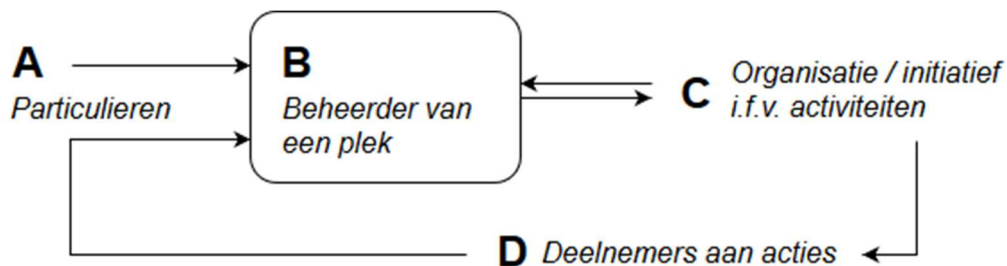 A
Particulieren
B
Beheerder van
een plek
C
Organisatie / initiatief
i.f.v. activiteiten
D Deelnemers aan acties